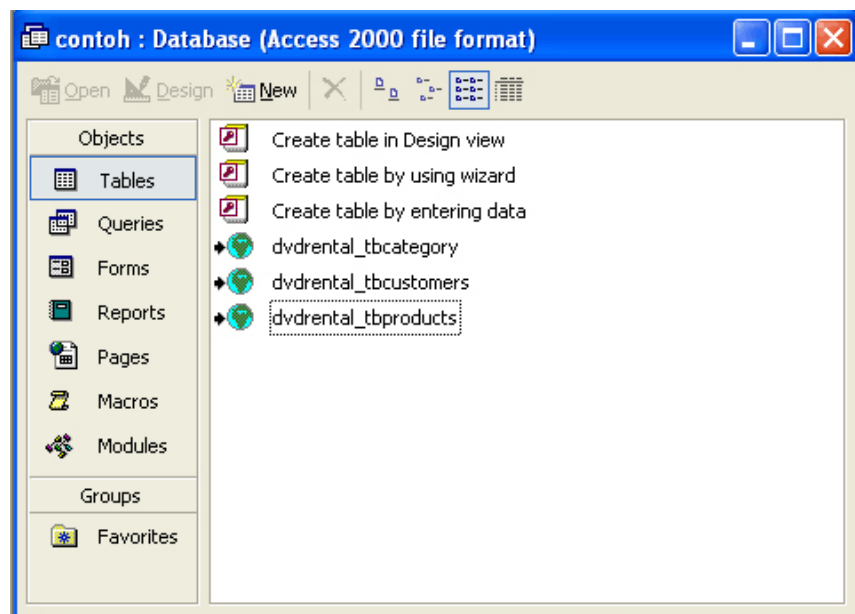 contoh : Database (Access 2000 file format)
Open Design New
Objects
Tables
Queries
Forms
Reports
Pages
Macros
Modules
Groups
Favorites
Create table in Design view
Create table by using wizard
Create table by entering data
dvdrental_tbcategory
dvdrental_tbcustomers
dvdrental_tbproducts